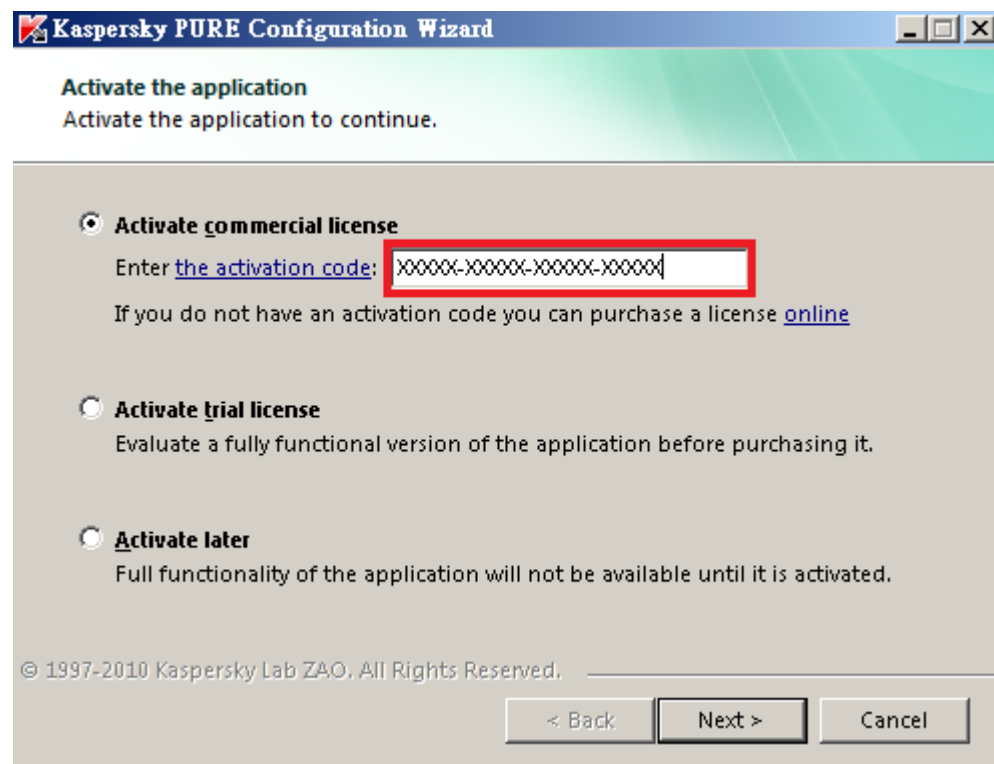 Kaspersky PURE Configuration Wizard
Activate the application
Activate the application to continue.
Activate commercial license
Enter the activation code: XXXXX-XXXXX-XXXXX-XXXXX
If you do not have an activation code you can purchase a license online
Activate trial license
Evaluate a fully functional version of the application before purchasing it.
Activate later
Full functionality of the application will not be available until it is activated.
© 1997-2010 Kaspersky Lab ZAO. All Rights Reserved.
< Back Next > Cancel